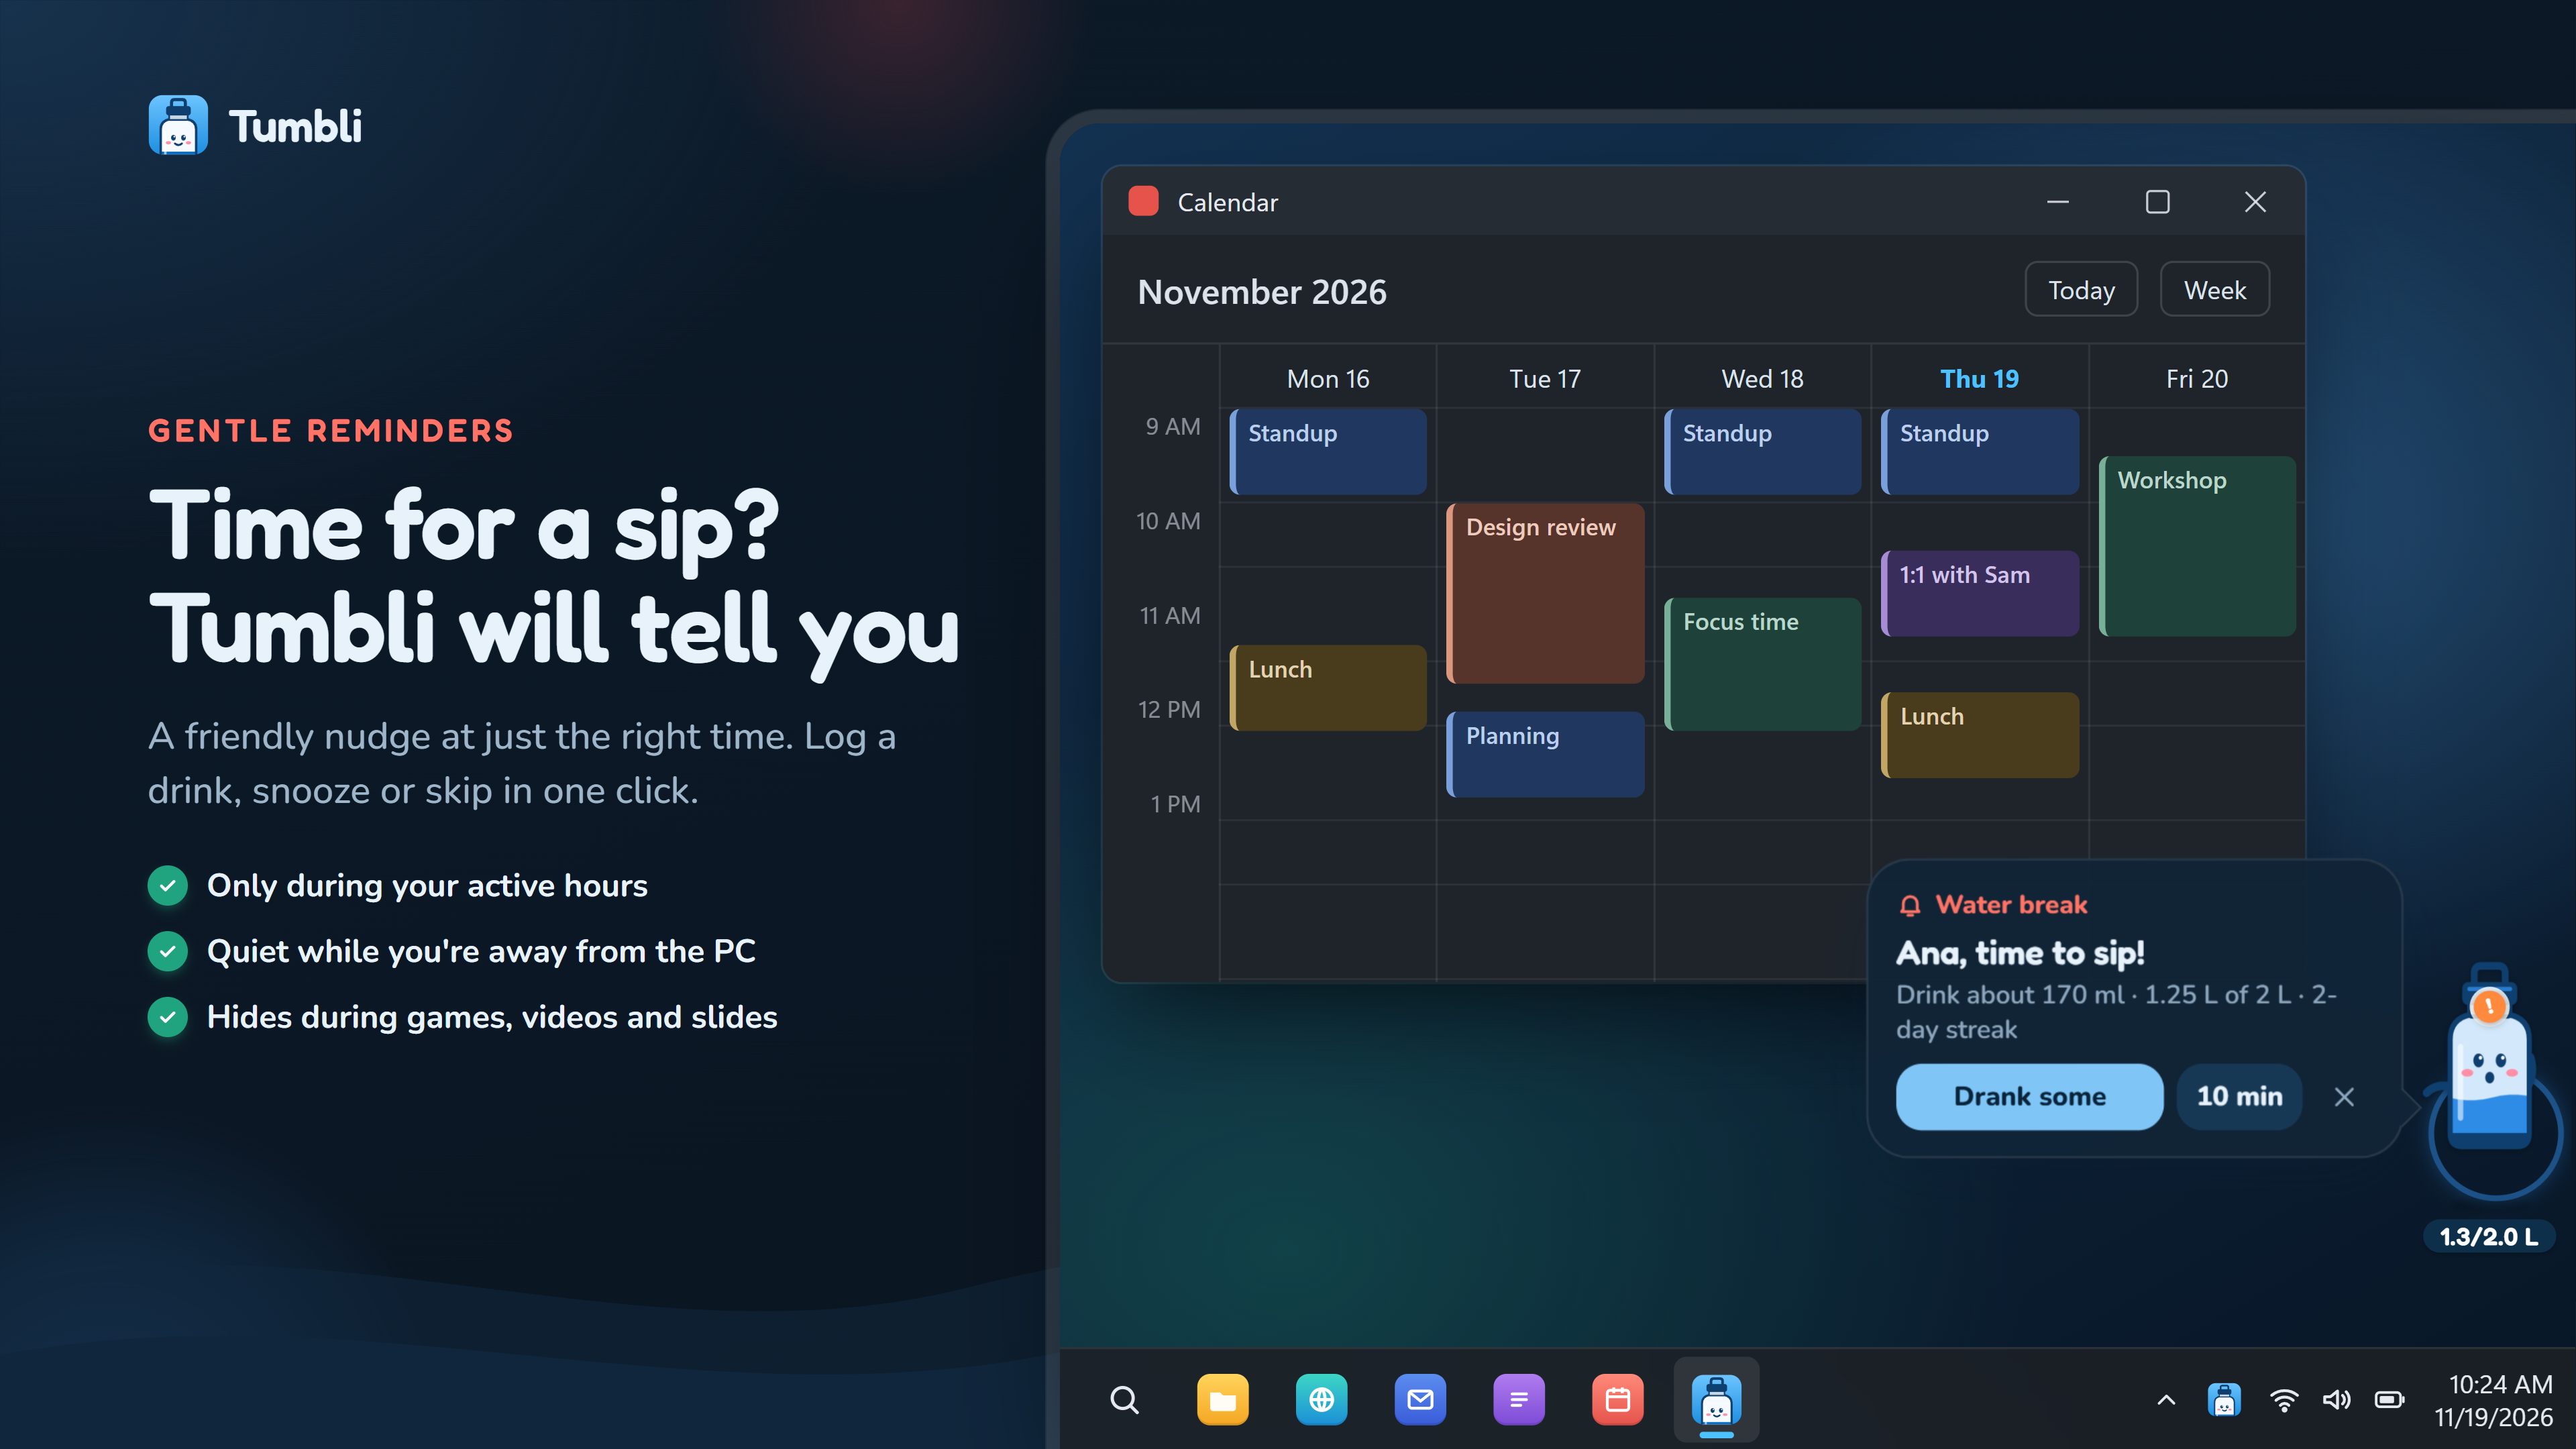 Tumbli
GENTLE REMINDERS
Time for a sip?
Tumbli will tell you
A friendly nudge at just the right time. Log a
drink, snooze or skip in one click.
Only during your active hours
Quiet while you're away from the PC
Hides during games, videos and slides
Calendar
November 2026
Today
Week
Mon 16
Tue 17
Wed 18
Thu 19
Fri 20
9 AM
10 AM
11 AM
12 PM
1 PM
Standup
Lunch
Design review
Planning
Standup
Focus time
Standup
1:1 with Sam
Lunch
Workshop
Water break
Ana, time to sip!
Drink about 170 ml · 1.25 L of 2 L · 2-
day streak
Drank some
10 min
!
1.3/2.0 L
10:24 AM
11/19/2026